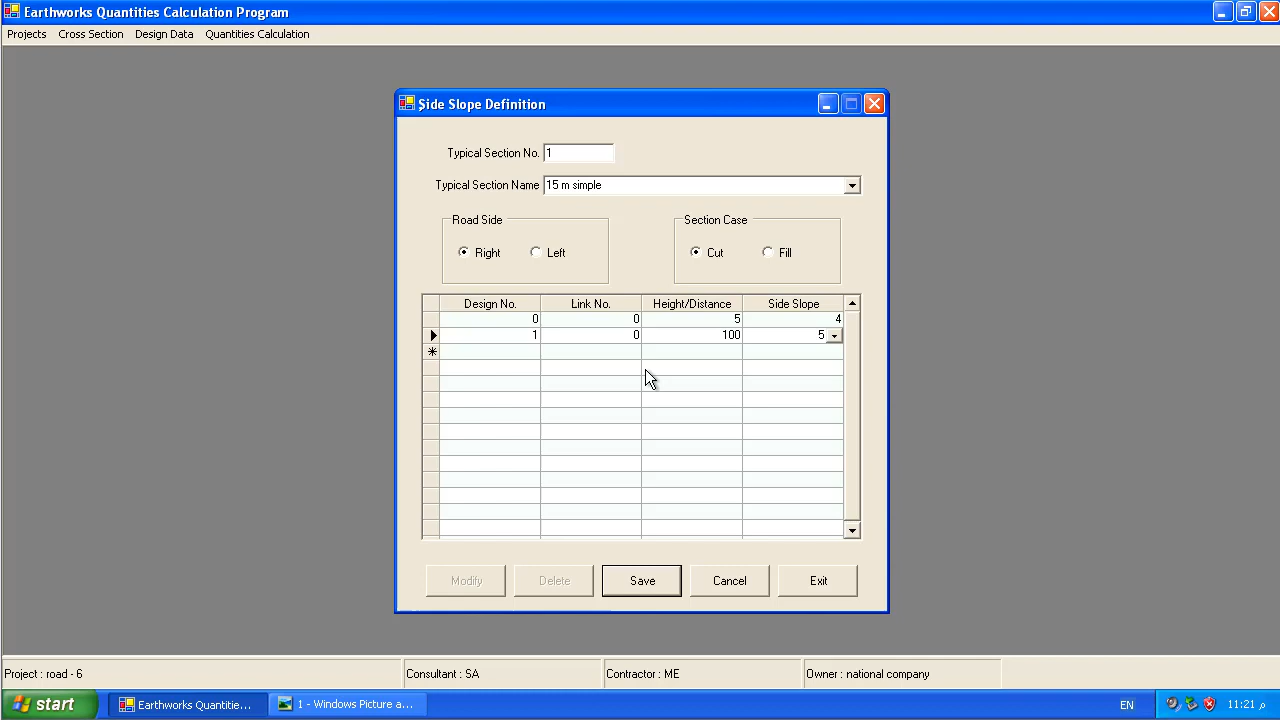 Earthworks Quantities Calculation Program
Projects Cross Section Design Data Quantities Calculation
Side Slope Definition
Typical Section No. 1
Typical Section Name 15 m simple
Road Side Section Case
Right Left Cut Fill
Design No. Link No. Height/Distance Side Slope
0 0 5 4
1 0 100 5
Modify Delete Save Cancel Exit
Project : road - 6 Consultant : SA Contractor : ME Owner : national company
start Earthworks Quantitie... 1 - Windows Picture a... EN 11:21 م